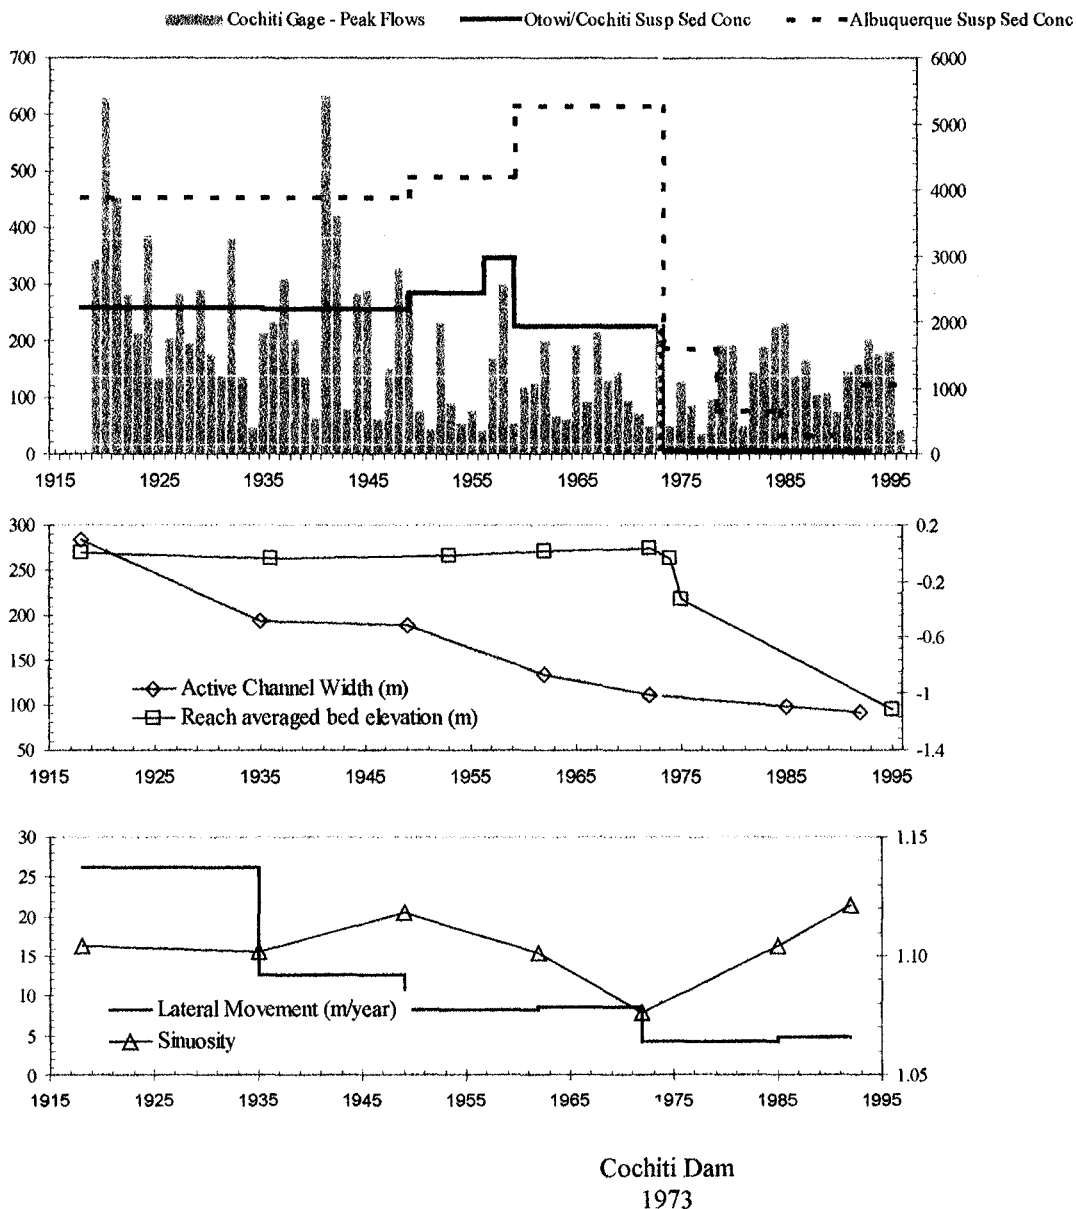 Cochiti Gage - Peak Flows Otowi/Cochiti Susp Sed Conc Albuquerque Susp Sed Conc
700 6000
600 5000
500 4000
400
300 3000
200 2000
100 1000
0 0
1915 1925 1935 1945 1955 1965 1975 1985 1995
300 0.2
250 -0.2
200 -0.6
150 Active Channel Width (m) -1
100 Reach averaged bed elevation (m)
50 -1.4
1915 1925 1935 1945 1955 1965 1975 1985 1995
30 1.15
25
20
15 1.10
10 Lateral Movement (m/year)
5 Sinuosity
0 1.05
1915 1925 1935 1945 1955 1965 1975 1985 1995
Cochiti Dam
1973